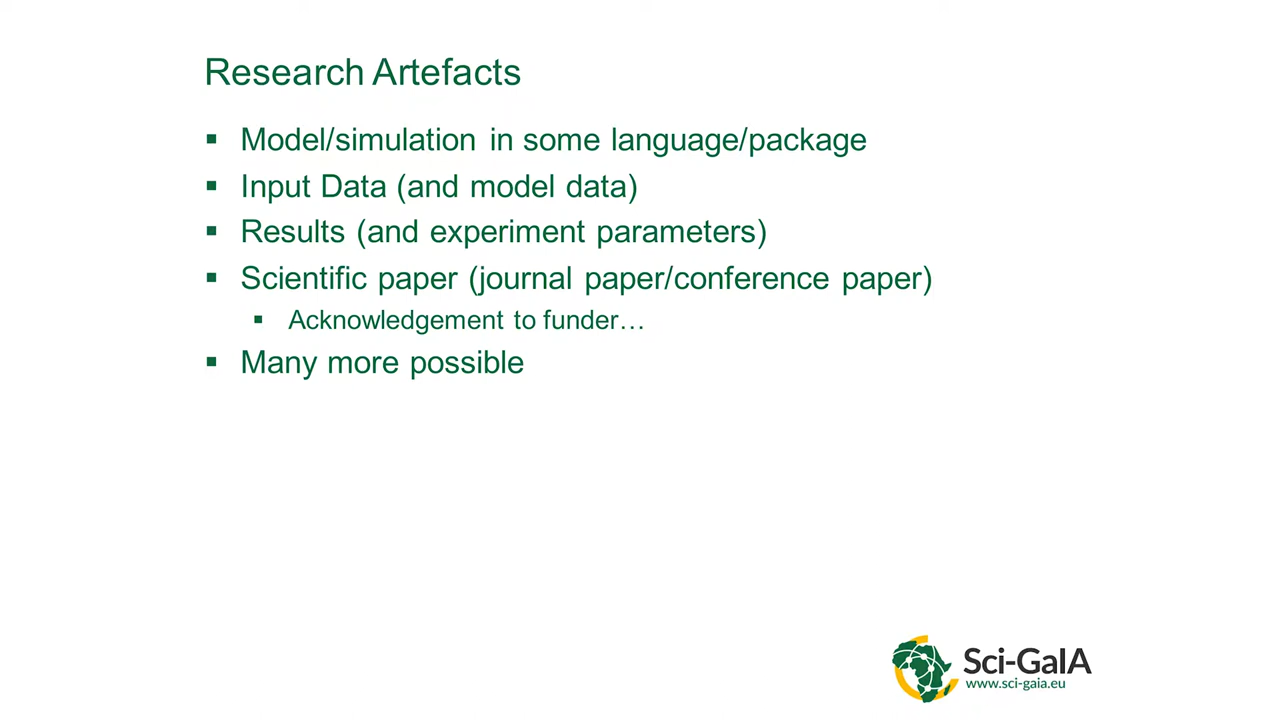 Research Artefacts
▪ Model/simulation in some language/package
▪ Input Data (and model data)
▪ Results (and experiment parameters)
▪ Scientific paper (journal paper/conference paper)
▪ Acknowledgement to funder…
▪ Many more possible
Sci-GaIA
www.sci-gaia.eu